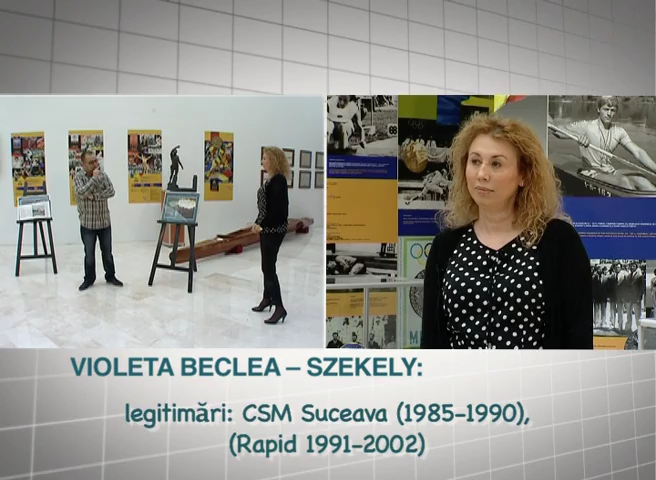 VIOLETA BECLEA – SZEKELY:
legitimări: CSM Suceava (1985–1990),
(Rapid 1991–2002)